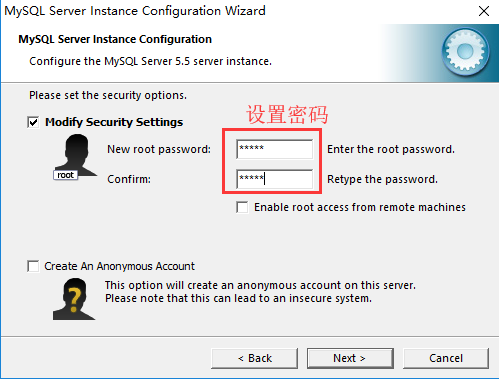 MySQL Server Instance Configuration Wizard
MySQL Server Instance Configuration
Configure the MySQL Server 5.5 server instance.
Please set the security options.
设置密码
Modify Security Settings
New root password: ***** Enter the root password.
root
Confirm: ***** Retype the password.
Enable root access from remote machines
Create An Anonymous Account
This option will create an anonymous account on this server.
Please note that this can lead to an insecure system.
< Back Next > Cancel